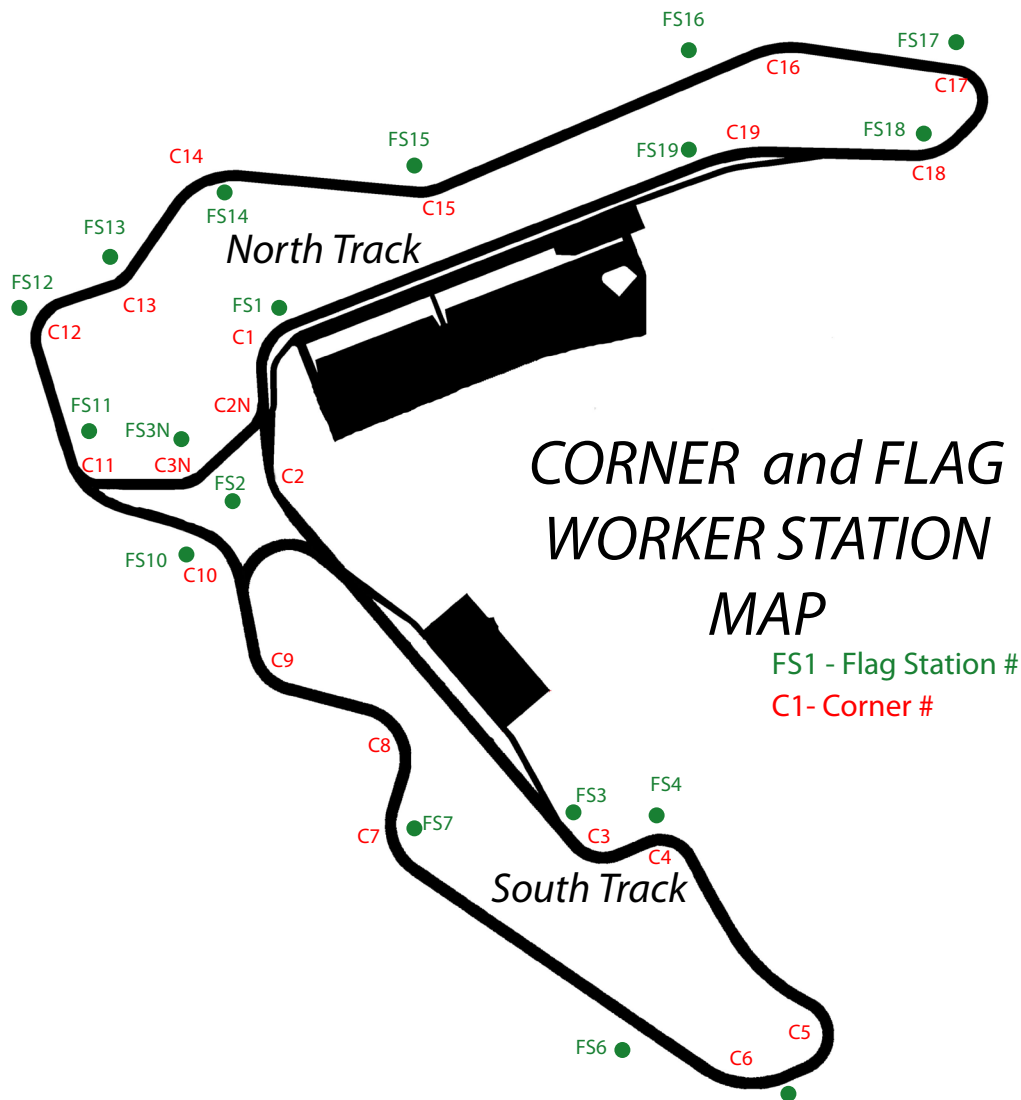 FS16
FS17
C16
C17
FS15
FS18
C19
FS19
C14
C18
FS14
C15
FS13
North Track
FS12
C13
FS1
C12
C1
FS11
C2N
FS3N
C11
C3N
C2
FS2
CORNER and FLAG
WORKER STATION
MAP
FS10
C10
FS1 - Flag Station #
C1- Corner #
C9
C8
FS3
FS4
FS7
C7
C3
C4
South Track
C5
FS6
C6